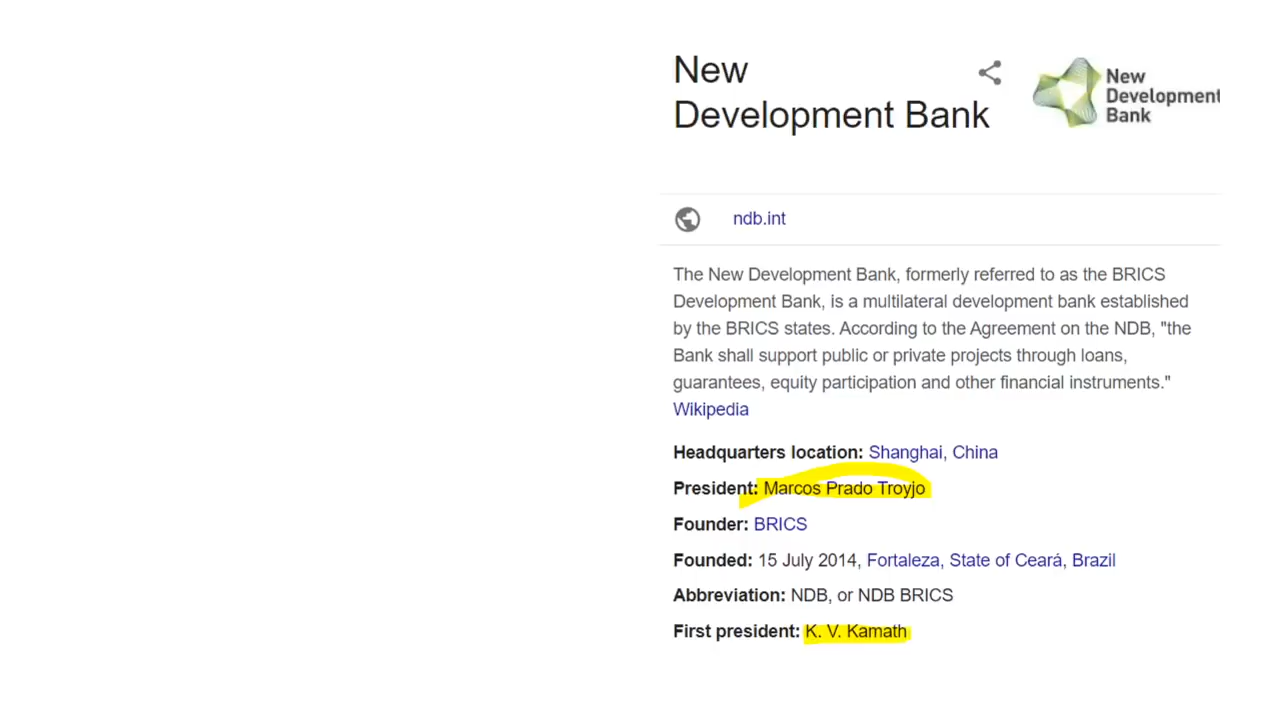 New
Development Bank
New
Development
Bank
ndb.int
The New Development Bank, formerly referred to as the BRICS
Development Bank, is a multilateral development bank established
by the BRICS states. According to the Agreement on the NDB, "the
Bank shall support public or private projects through loans,
guarantees, equity participation and other financial instruments."
Wikipedia
Headquarters location: Shanghai, China
President: Marcos Prado Troyjo
Founder: BRICS
Founded: 15 July 2014, Fortaleza, State of Ceará, Brazil
Abbreviation: NDB, or NDB BRICS
First president: K. V. Kamath